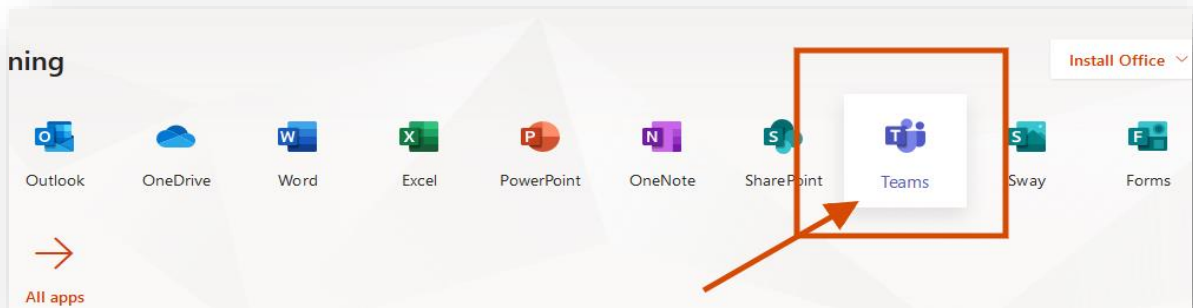 ning
Install Office
Outlook OneDrive Word Excel PowerPoint OneNote SharePoint Teams Sway Forms
All apps